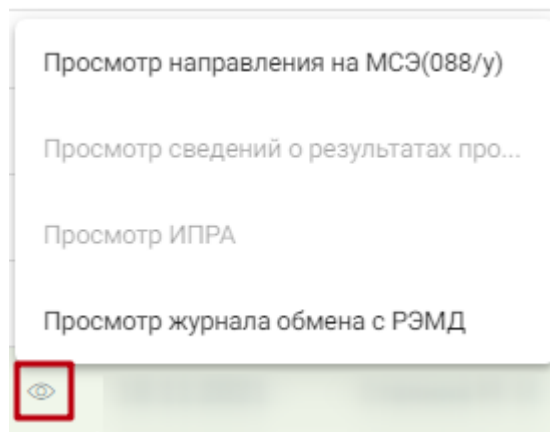 Просмотр направления на МСЭ(088/у)
Просмотр сведений о результатах про...
Просмотр ИПРА
Просмотр журнала обмена с РЭМД